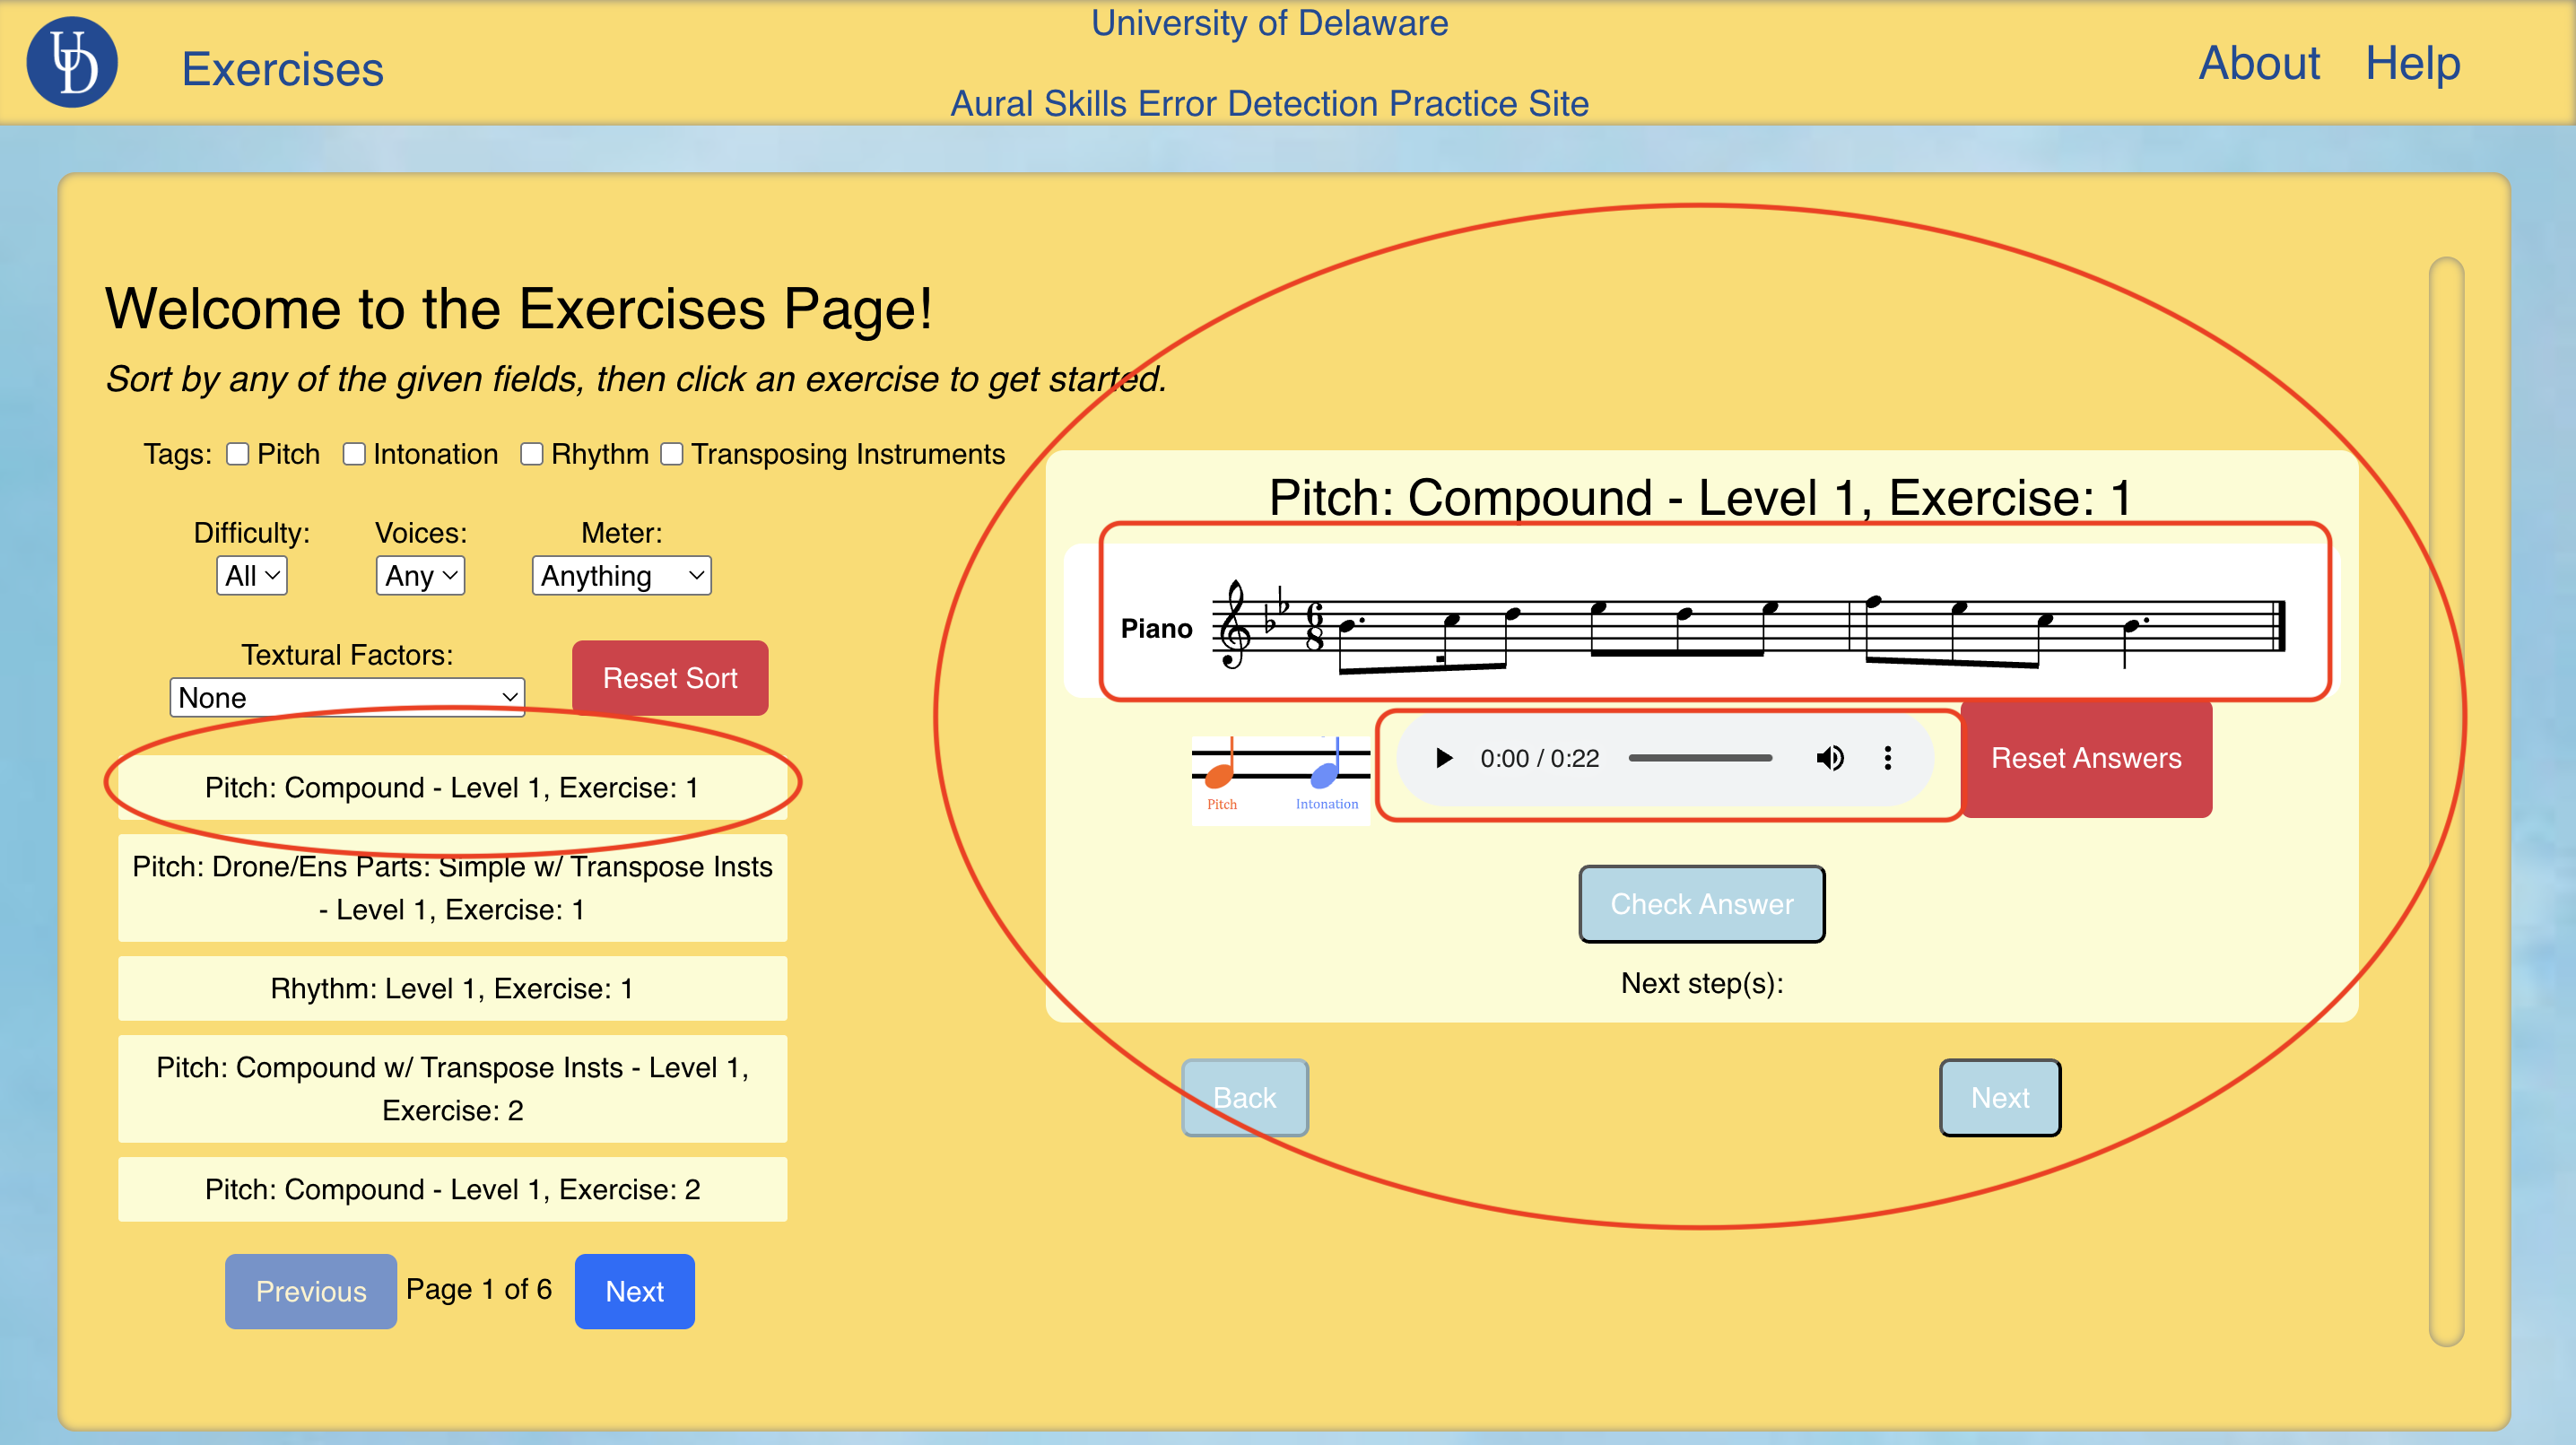 UD
Exercises
University of Delaware
Aural Skills Error Detection Practice Site
About Help
Welcome to the Exercises Page!
Sort by any of the given fields, then click an exercise to get started.
Tags: Pitch Intonation Rhythm Transposing Instruments
Difficulty: Voices: Meter:
All Any Anything
Textural Factors:
None
Reset Sort
Pitch: Compound - Level 1, Exercise: 1
Pitch: Drone/Ens Parts: Simple w/ Transpose Insts
- Level 1, Exercise: 1
Rhythm: Level 1, Exercise: 1
Pitch: Compound w/ Transpose Insts - Level 1,
Exercise: 2
Pitch: Compound - Level 1, Exercise: 2
Previous Page 1 of 6 Next
Pitch: Compound - Level 1, Exercise: 1
Piano 6
8
Pitch Intonation
0:00 / 0:22
Reset Answers
Check Answer
Next step(s):
Back Next